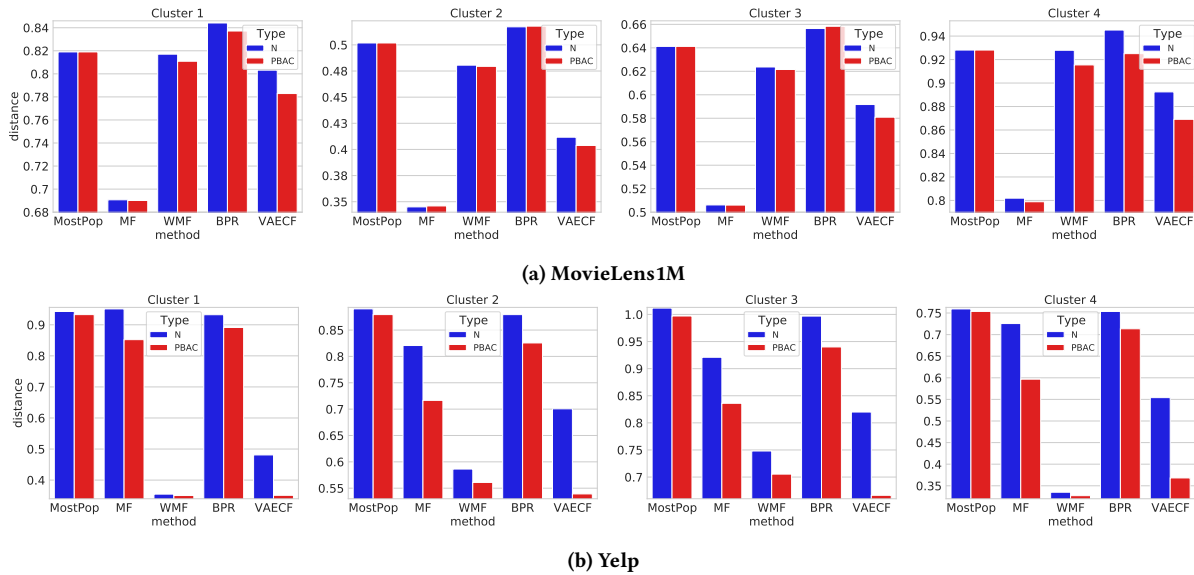 Cluster 1
distance
0.84
0.82
0.8
0.78
0.76
0.74
0.72
0.7
0.68
Type
N
PBAC
MostPop MF WMF BPR VAECF
method
Cluster 2
0.5
0.48
0.45
0.43
0.4
0.38
0.35
Type
N
PBAC
MostPop MF WMF BPR VAECF
method
Cluster 3
0.66
0.64
0.62
0.6
0.58
0.56
0.54
0.52
0.5
Type
N
PBAC
MostPop MF WMF BPR VAECF
method
Cluster 4
0.94
0.92
0.9
0.88
0.86
0.84
0.82
0.8
Type
N
PBAC
MostPop MF WMF BPR VAECF
method
(a) MovieLens1M
Cluster 1
distance
0.9
0.8
0.7
0.6
0.5
0.4
Type
N
PBAC
MostPop MF WMF BPR VAECF
method
Cluster 2
0.85
0.8
0.75
0.7
0.65
0.6
0.55
Type
N
PBAC
MostPop MF WMF BPR VAECF
method
Cluster 3
1.0
0.95
0.9
0.85
0.8
0.75
0.7
Type
N
PBAC
MostPop MF WMF BPR VAECF
method
Cluster 4
0.75
0.7
0.65
0.6
0.55
0.5
0.45
0.4
0.35
Type
N
PBAC
MostPop MF WMF BPR VAECF
method
(b) Yelp